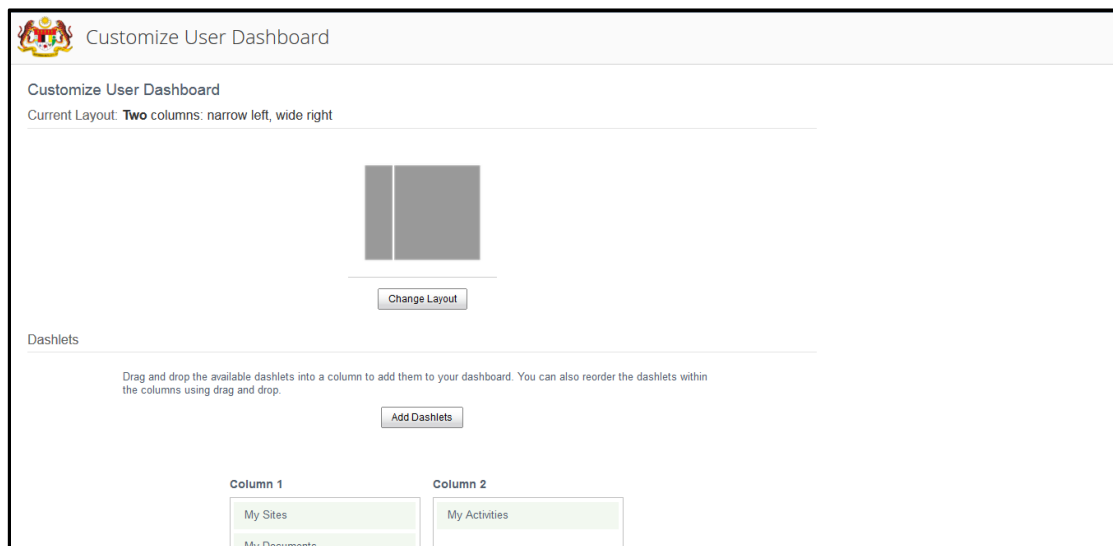 Customize User Dashboard
Customize User Dashboard
Current Layout: Two columns: narrow left, wide right
Change Layout
Dashlets
Drag and drop the available dashlets into a column to add them to your dashboard. You can also reorder the dashlets within
the columns using drag and drop.
Add Dashlets
Column 1
Column 2
My Sites
My Activities
My Documents